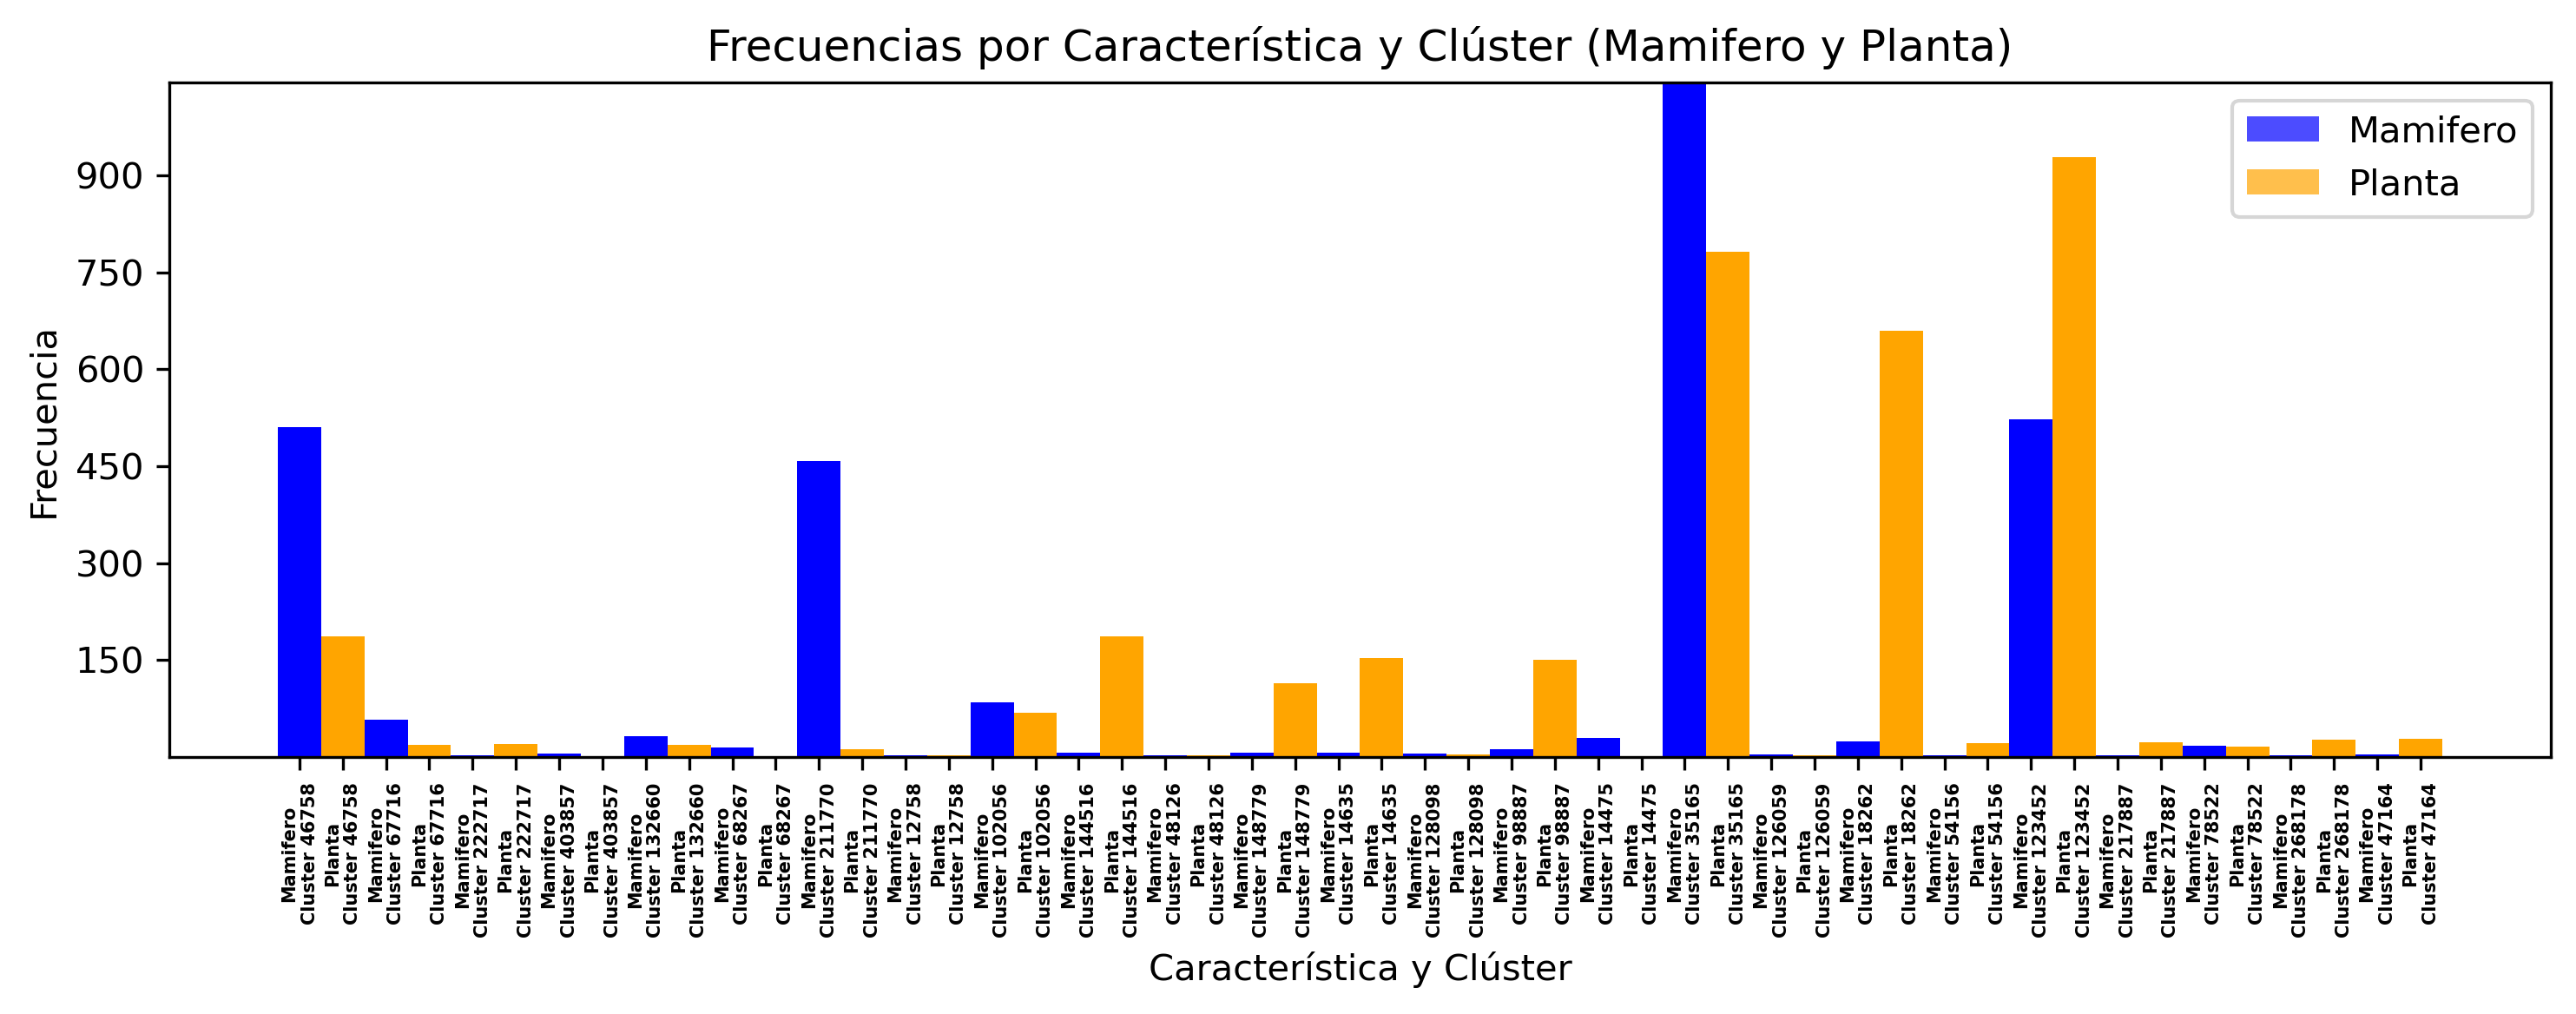 Frecuencias por Característica y Clúster (Mamifero y Planta)
Mamifero
Planta
Frecuencia
900
750
600
450
300
150
Mamifero
Cluster 46758
Planta
Cluster 46758
Mamifero
Cluster 67716
Planta
Cluster 67716
Mamifero
Cluster 222717
Planta
Cluster 222717
Mamifero
Cluster 403857
Planta
Cluster 403857
Mamifero
Cluster 132660
Planta
Cluster 132660
Mamifero
Cluster 68267
Planta
Cluster 68267
Mamifero
Cluster 211770
Planta
Cluster 211770
Mamifero
Cluster 12758
Planta
Cluster 12758
Mamifero
Cluster 102056
Planta
Cluster 102056
Mamifero
Cluster 144516
Planta
Cluster 144516
Mamifero
Cluster 48126
Planta
Cluster 48126
Mamifero
Cluster 148779
Planta
Cluster 148779
Mamifero
Cluster 14635
Planta
Cluster 14635
Mamifero
Cluster 128098
Planta
Cluster 128098
Mamifero
Cluster 98887
Planta
Cluster 98887
Mamifero
Cluster 14475
Planta
Cluster 14475
Mamifero
Cluster 35165
Planta
Cluster 35165
Mamifero
Cluster 126059
Planta
Cluster 126059
Mamifero
Cluster 18262
Planta
Cluster 18262
Mamifero
Cluster 54156
Planta
Cluster 54156
Mamifero
Cluster 123452
Planta
Cluster 123452
Mamifero
Cluster 217887
Planta
Cluster 217887
Mamifero
Cluster 78522
Planta
Cluster 78522
Mamifero
Cluster 268178
Planta
Cluster 268178
Mamifero
Cluster 47164
Planta
Cluster 47164
Característica y Clúster